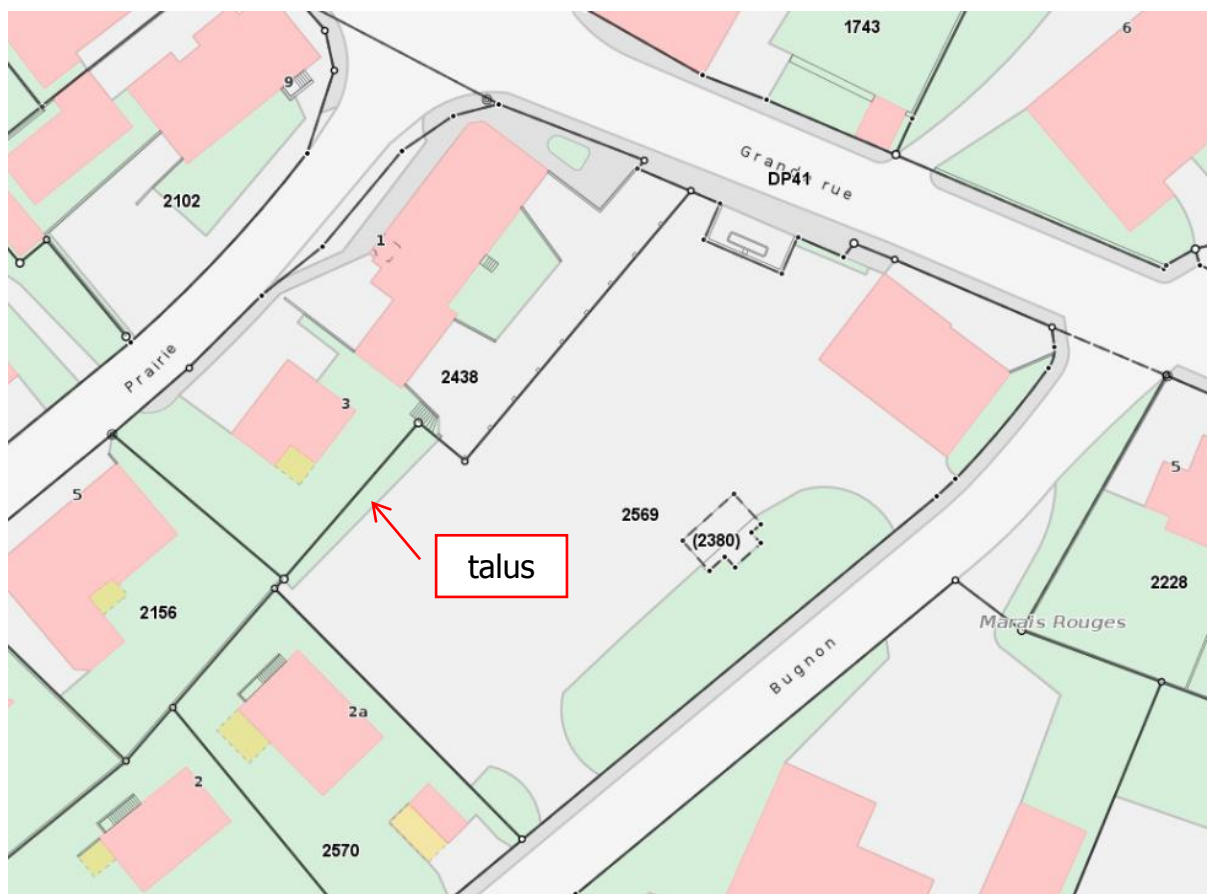 1743
6
9
Grande rue
DP41
2102
1
Prairie
2438
3
5
5
2569
(2380)
talus
2156
2228
Marais Rouges
Bugnon
2a
2
2570